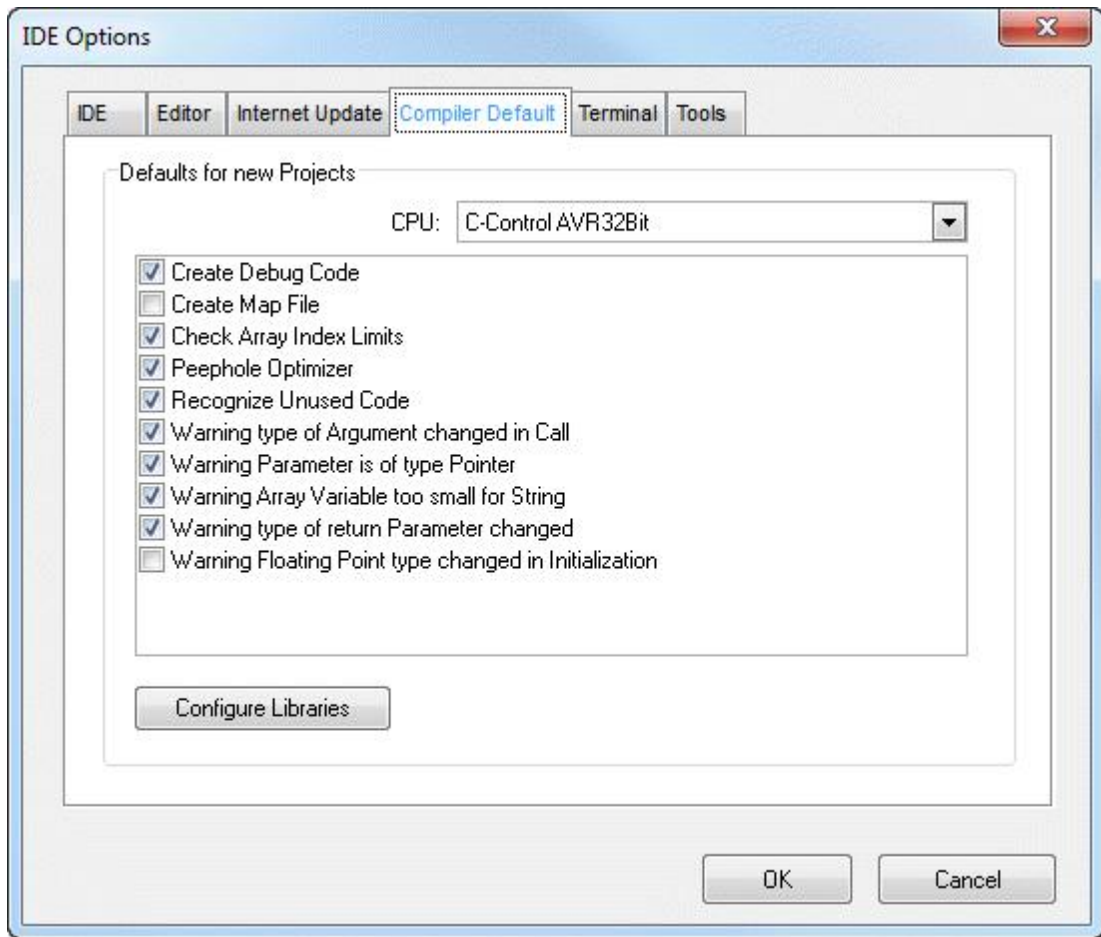 IDE Options
IDE Editor Internet Update Compiler Default Terminal Tools
Defaults for new Projects
CPU: C-Control AVR32Bit
Create Debug Code
Create Map File
Check Array Index Limits
Peephole Optimizer
Recognize Unused Code
Warning type of Argument changed in Call
Warning Parameter is of type Pointer
Warning Array Variable too small for String
Warning type of return Parameter changed
Warning Floating Point type changed in Initialization
Configure Libraries
OK Cancel